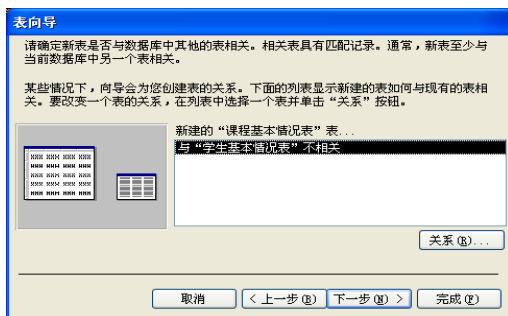 表向导
请确定新表是否与数据库中其他的表相关。相关表具有匹配记录。通常，新表至少与
当前数据库中另一个表相关。
某些情况下，向导会为您创建表的关系。下面的列表显示新建的表如何与现有的表相
关。要改变一个表的关系，在列表中选择一个表并单击“关系”按钮。
新建的“课程基本情况表”表...
与“学生基本情况表”不相关
关系(R)...
取消
< 上一步(B)
下一步(N) >
完成(F)